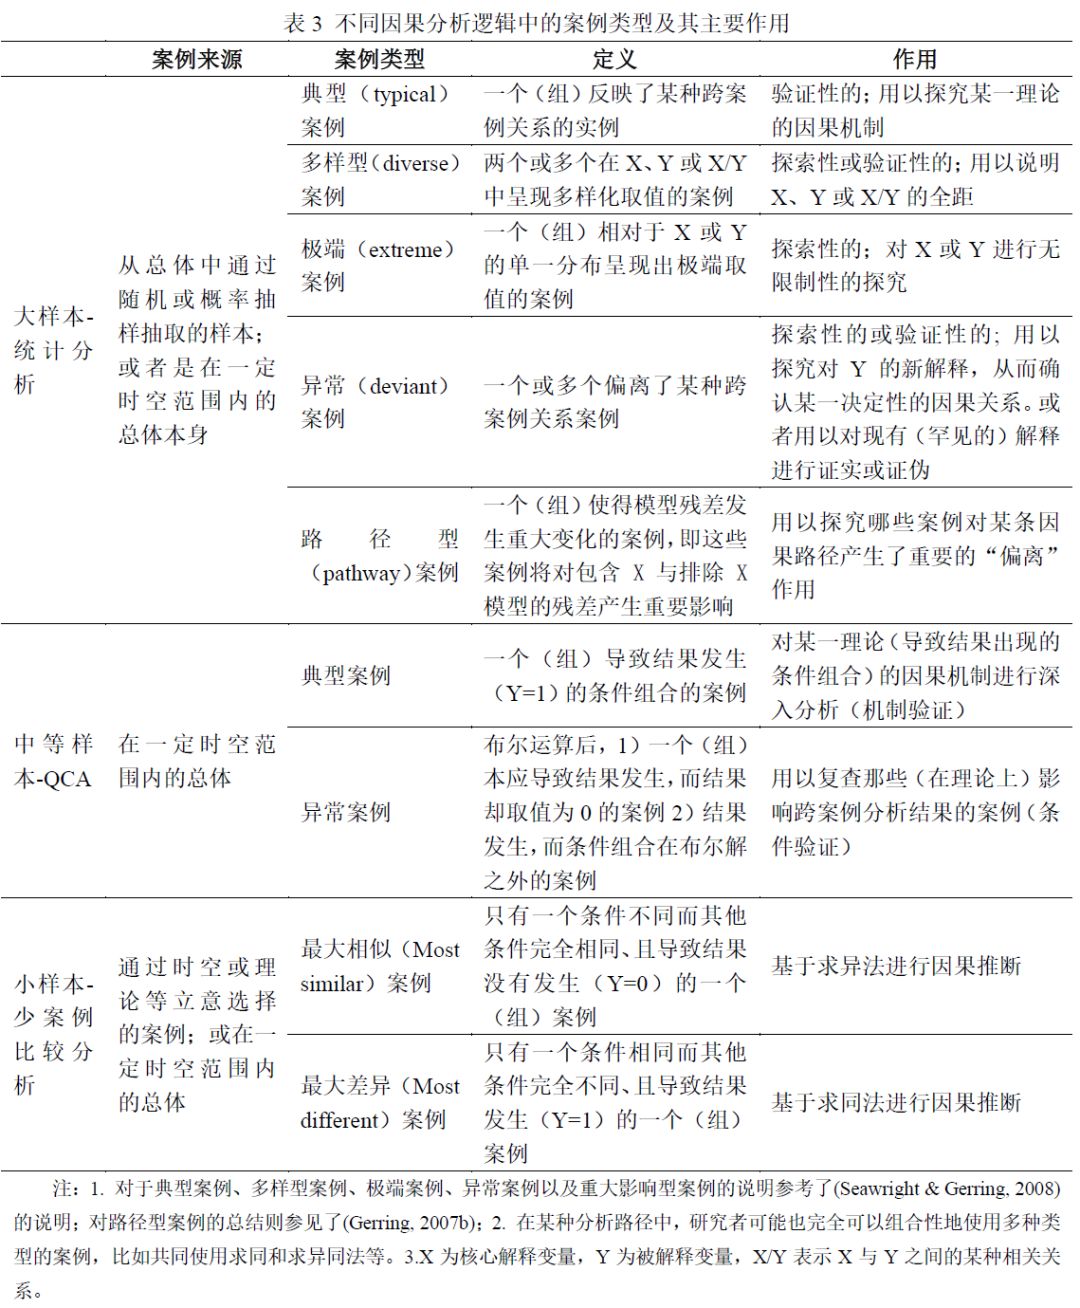 表 3 不同因果分析逻辑中的案例类型及其主要作用
案例来源 案例类型 定义 作用
大样本-
统计分
析
从总体中通过
随机或概率抽
样抽取的样本；
或者是在一定
时空范围内的
总体本身
典型（typical）
案例
一个（组）反映了某种跨案
例关系的实例
验证性的；用以探究某一理论
的因果机制
多样型（diverse）
案例
两个或多个在 X、Y 或 X/Y
中呈现多样化取值的案例
探索性或验证性的；用以说明
X、Y 或 X/Y 的全距
极端（extreme）
案例
一个（组）相对于 X 或 Y
的单一分布呈现出极端取
值的案例
探索性的；对 X 或 Y 进行无
限制性的探究
异常（deviant）
案例
一个或多个偏离了某种跨
案例关系案例
探索性的或验证性的; 用以
探究对 Y 的新解释，从而确
认某一决定性的因果关系。或
者用以对现有（罕见的）解释
进行证实或证伪
路径型
（pathway）案例
一个（组）使得模型残差发
生重大变化的案例，即这些
案例将对包含 X 与排除 X
模型的残差产生重要影响
用以探究哪些案例对某条因
果路径产生了重要的“偏离”
作用
中等样
本-QCA
在一定时空范
围内的总体
典型案例
一个（组）导致结果发生
（Y=1）的条件组合的案例
对某一理论（导致结果出现的
条件组合）的因果机制进行深
入分析（机制验证）
异常案例
布尔运算后，1）一个（组）
本应导致结果发生，而结果
却取值为 0 的案例 2）结果
发生，而条件组合在布尔解
之外的案例
用以复查那些（在理论上）影
响跨案例分析结果的案例（条
件验证）
小样本-
少案例
比较分
析
通过时空或理
论等立意选择
的案例；或在一
定时空范围内
的总体
最大相似（Most
similar）案例
只有一个条件不同而其他
条件完全相同、且导致结果
没有发生（Y=0）的一个
（组）案例
基于求异法进行因果推断
最大差异（Most
different）案例
只有一个条件相同而其他
条件完全不同、且导致结果
发生（Y=1）的一个（组）
案例
基于求同法进行因果推断
注：1. 对于典型案例、多样型案例、极端案例、异常案例以及重大影响型案例的说明参考了(Seawright & Gerring, 2008)
的说明；对路径型案例的总结则参见了(Gerring, 2007b)；2. 在某种分析路径中，研究者可能也完全可以组合性地使用多种类
型的案例，比如共同使用求同和求异同法等。3.X 为核心解释变量，Y 为被解释变量，X/Y 表示 X 与 Y 之间的某种相关关
系。